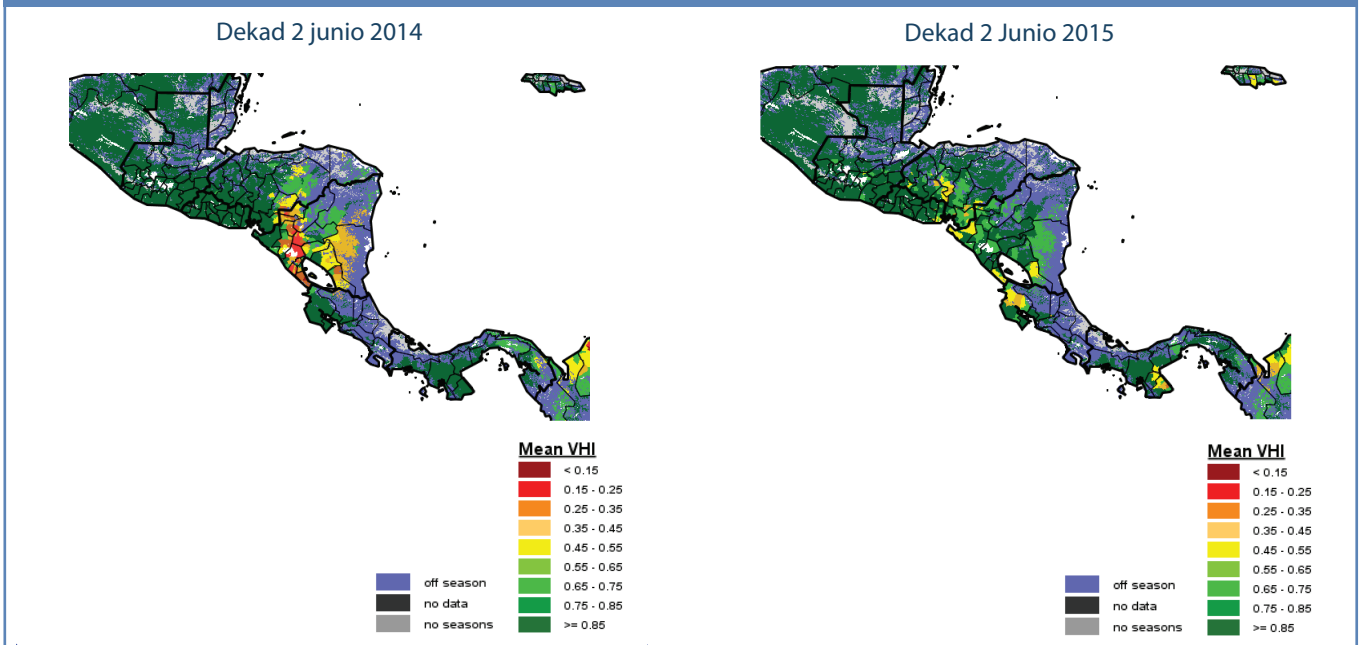 Dekad 2 junio 2014
Dekad 2 Junio 2015
Mean VHI
< 0.15
0.15 - 0.25
0.25 - 0.35
0.35 - 0.45
0.45 - 0.55
0.55 - 0.65
0.65 - 0.75
0.75 - 0.85
>= 0.85
off season
no data
no seasons
Mean VHI
< 0.15
0.15 - 0.25
0.25 - 0.35
0.35 - 0.45
0.45 - 0.55
0.55 - 0.65
0.65 - 0.75
0.75 - 0.85
>= 0.85
off season
no data
no seasons